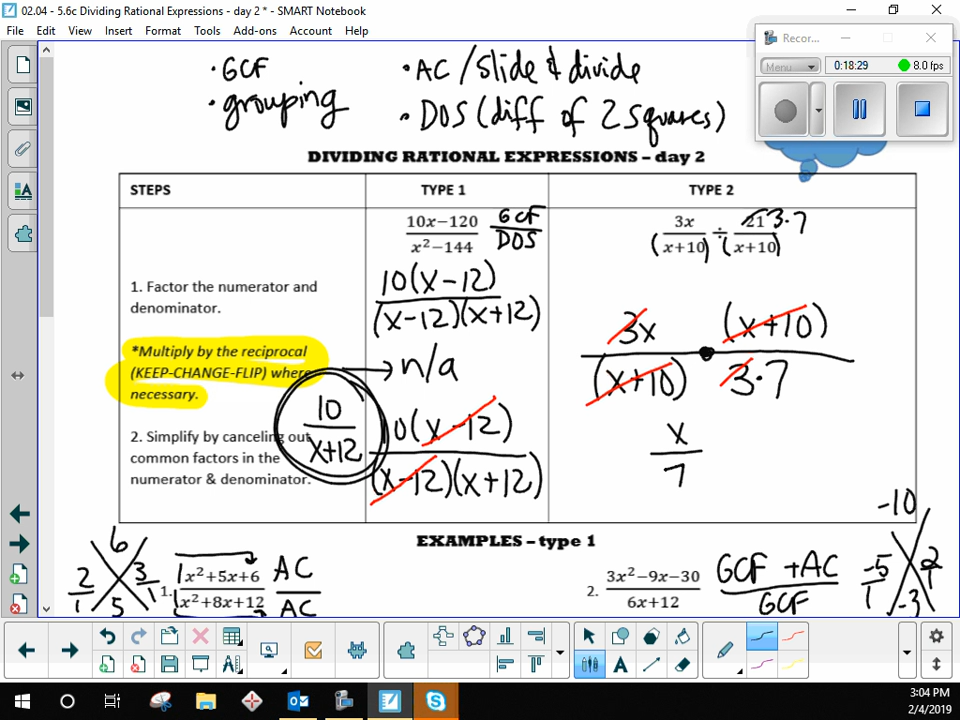 02.04 - 5.6c Dividing Rational Expressions - day 2 * - SMART Notebook
File Edit View Insert Format Tools Add-ons Account Help
Recor...
Menu 0:18:29 8.0 fps
· GCF · AC / Slide & divide
· grouping · DOS (diff of 2 squares)
DIVIDING RATIONAL EXPRESSIONS – day 2
STEPS TYPE 1 TYPE 2
10x−120 GCF 3x ÷ 21 3·7
x²−144 DOS (x+10) (x+10)
1. Factor the numerator and
denominator.
10(x−12)
(x−12)(x+12)
*Multiply by the reciprocal
(KEEP-CHANGE-FLIP) where
necessary.
→ n/a
3x • (x+10)
(x+10) 3·7
2. Simplify by canceling out
common factors in the
numerator & denominator.
10
x+12
10(x−12)
(x−12)(x+12)
x
7
EXAMPLES – type 1
6
2 3
1 1
5
1. 1x²+5x+6 AC
1x²+8x+12 AC
2. 3x²−9x−30 GCF + AC
6x+12 GCF
-10
-5 2
1 1
-3
3:04 PM
2/4/2019